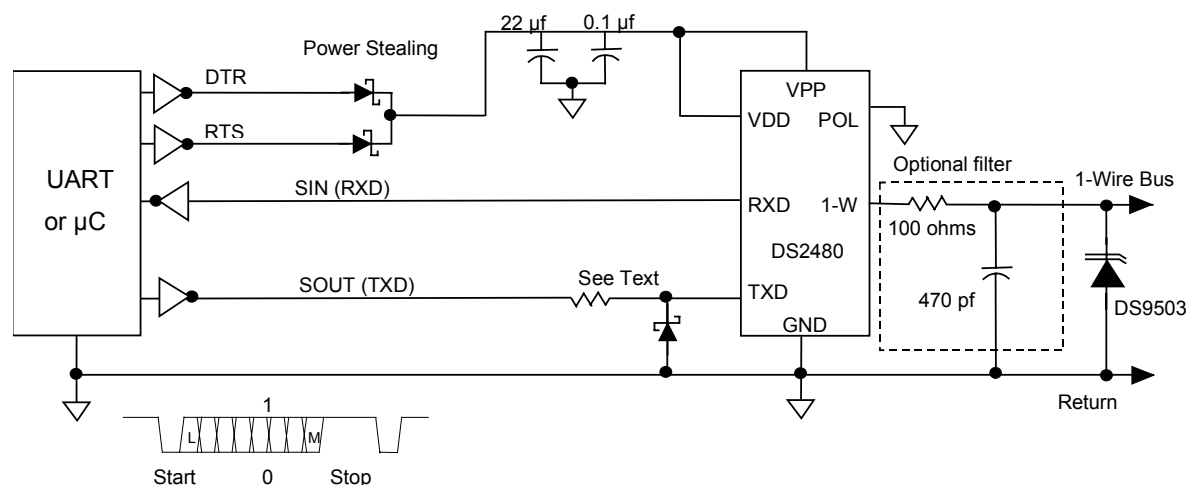 22 µf
0.1 µf
Power Stealing
DTR
VPP
VDD
POL
RTS
Optional filter
UART
or µC
SIN (RXD)
1-Wire Bus
RXD
1-W
100 ohms
DS2480
See Text
SOUT (TXD)
TXD
470 pf
DS9503
GND
Return
1
L
M
Start
0
Stop